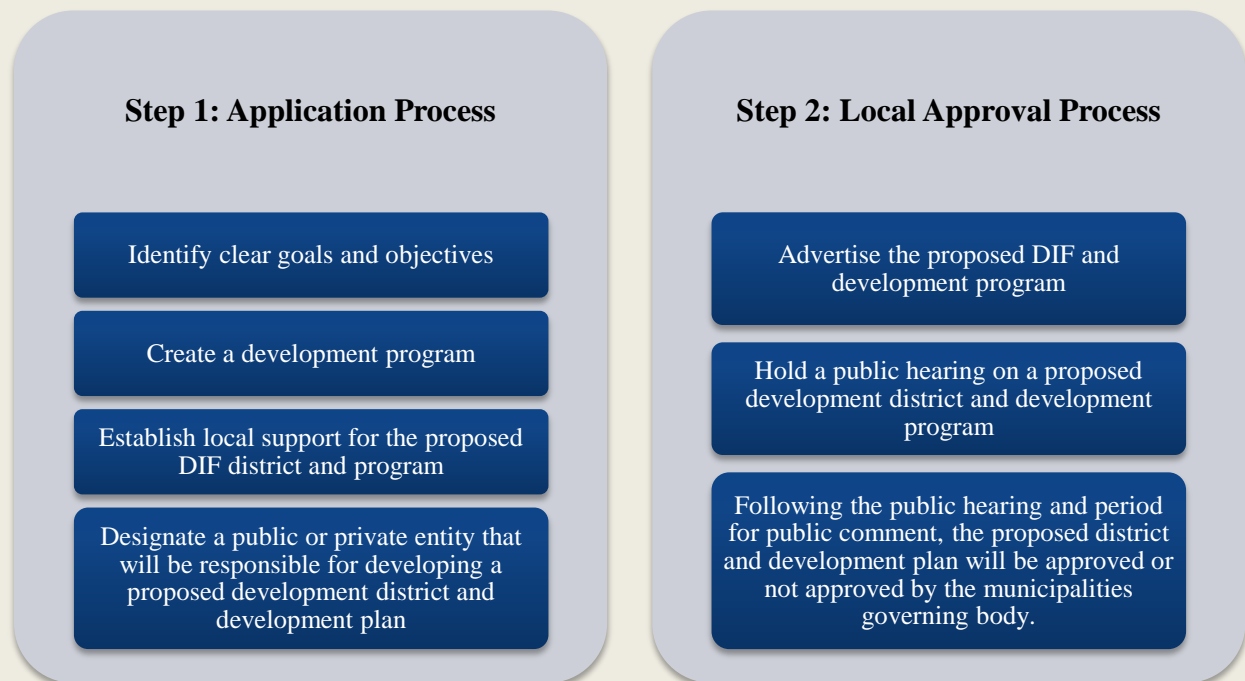 Step 1: Application Process
Identify clear goals and objectives
Create a development program
Establish local support for the proposed
DIF district and program
Designate a public or private entity that
will be responsible for developing a
proposed development district and
development plan
Step 2: Local Approval Process
Advertise the proposed DIF and
development program
Hold a public hearing on a proposed
development district and development
program
Following the public hearing and period
for public comment, the proposed district
and development plan will be approved or
not approved by the municipalities
governing body.